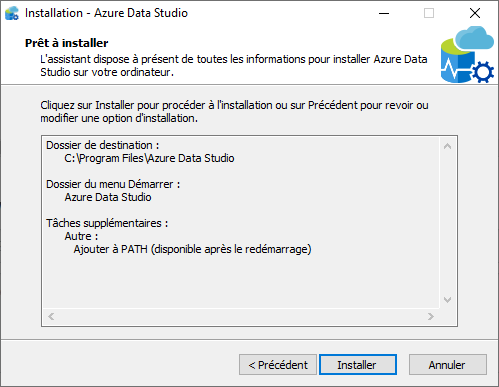 Installation - Azure Data Studio
Prêt à installer
L'assistant dispose à présent de toutes les informations pour installer Azure Data
Studio sur votre ordinateur.
Cliquez sur Installer pour procéder à l'installation ou sur Précédent pour revoir ou
modifier une option d'installation.
Dossier de destination :
C:\Program Files\Azure Data Studio
Dossier du menu Démarrer :
Azure Data Studio
Tâches supplémentaires :
Autre :
Ajouter à PATH (disponible après le redémarrage)
< Précédent
Installer
Annuler